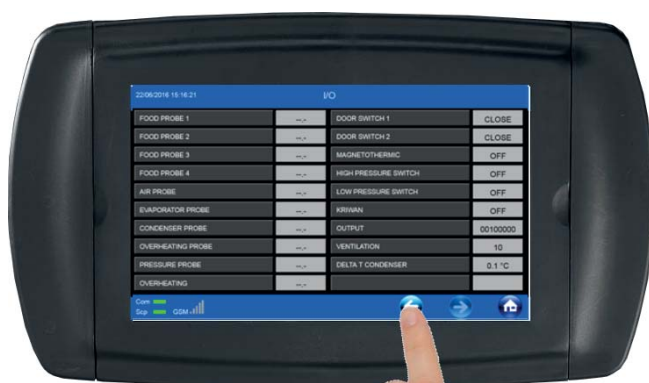 22/06/2016 15:16:21 I/O
FOOD PROBE 1 --.- DOOR SWITCH 1 CLOSE
FOOD PROBE 2 --.- DOOR SWITCH 2 CLOSE
FOOD PROBE 3 --.- MAGNETOTHERMIC OFF
FOOD PROBE 4 --.- HIGH PRESSURE SWITCH OFF
AIR PROBE --.- LOW PRESSURE SWITCH OFF
EVAPORATOR PROBE --.- KRIWAN OFF
CONDENSER PROBE --.- OUTPUT 00100000
OVERHEATING PROBE --.- VENTILATION 10
PRESSURE PROBE --.- DELTA T CONDENSER 0.1 °C
OVERHEATING --.-
Com
Scp GSM